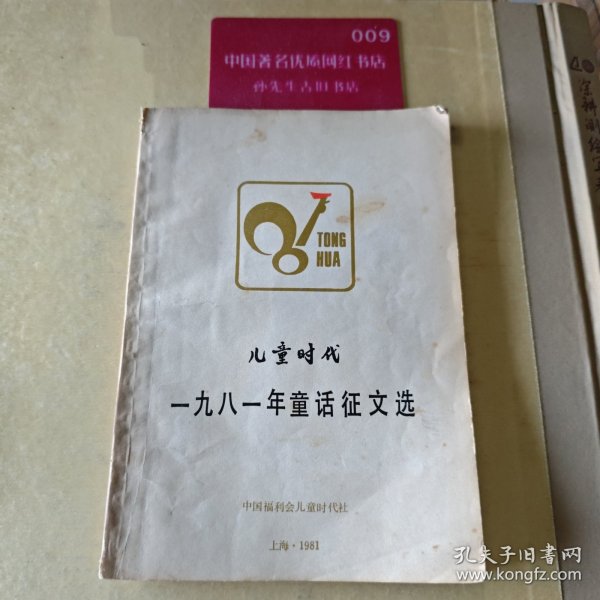 009
中国著名优质网红书店
孙先生古旧书店
TONG
HUA
儿童时代
一九八一年童话征文选
中国福利会儿童时代社
上海·1981
孔夫子旧书网
www.kongfz.com